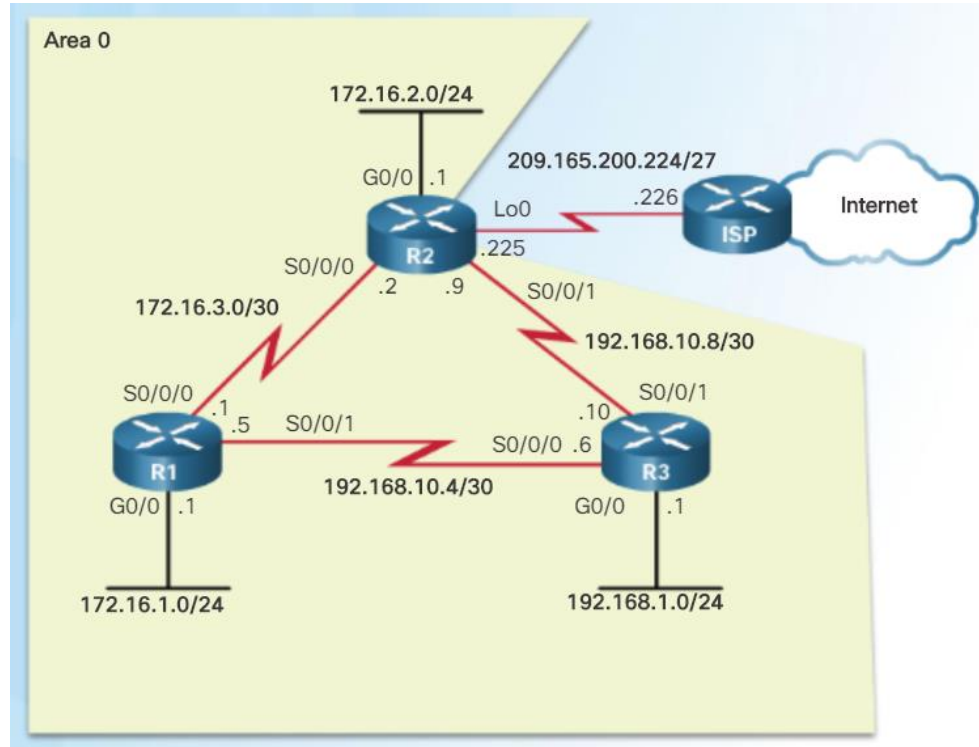 Area 0
172.16.2.0/24
209.165.200.224/27
G0/0 .1
Lo0
.226
Internet
ISP
R2
.225
S0/0/0
.2 .9
S0/0/1
172.16.3.0/30
192.168.10.8/30
S0/0/0
.1
S0/0/1
.10
.5
S0/0/1
S0/0/0 .6
R1
R3
192.168.10.4/30
G0/0 .1
G0/0 .1
172.16.1.0/24
192.168.1.0/24